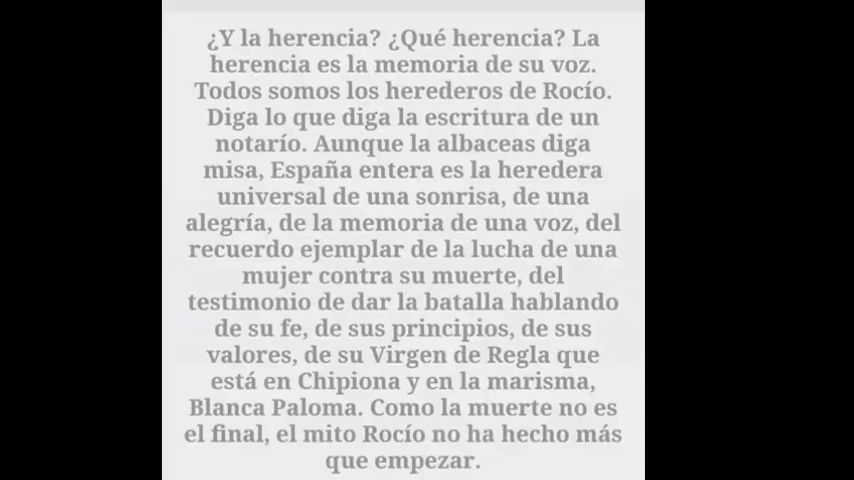 ¿Y la herencia? ¿Qué herencia? La
herencia es la memoria de su voz.
Todos somos los herederos de Rocío.
Diga lo que diga la escritura de un
notarío. Aunque la albaceas diga
misa, España entera es la heredera
universal de una sonrisa, de una
alegría, de la memoria de una voz, del
recuerdo ejemplar de la lucha de una
mujer contra su muerte, del
testimonio de dar la batalla hablando
de su fe, de sus principios, de sus
valores, de su Virgen de Regla que
está en Chipiona y en la marisma,
Blanca Paloma. Como la muerte no es
el final, el mito Rocío no ha hecho más
que empezar.